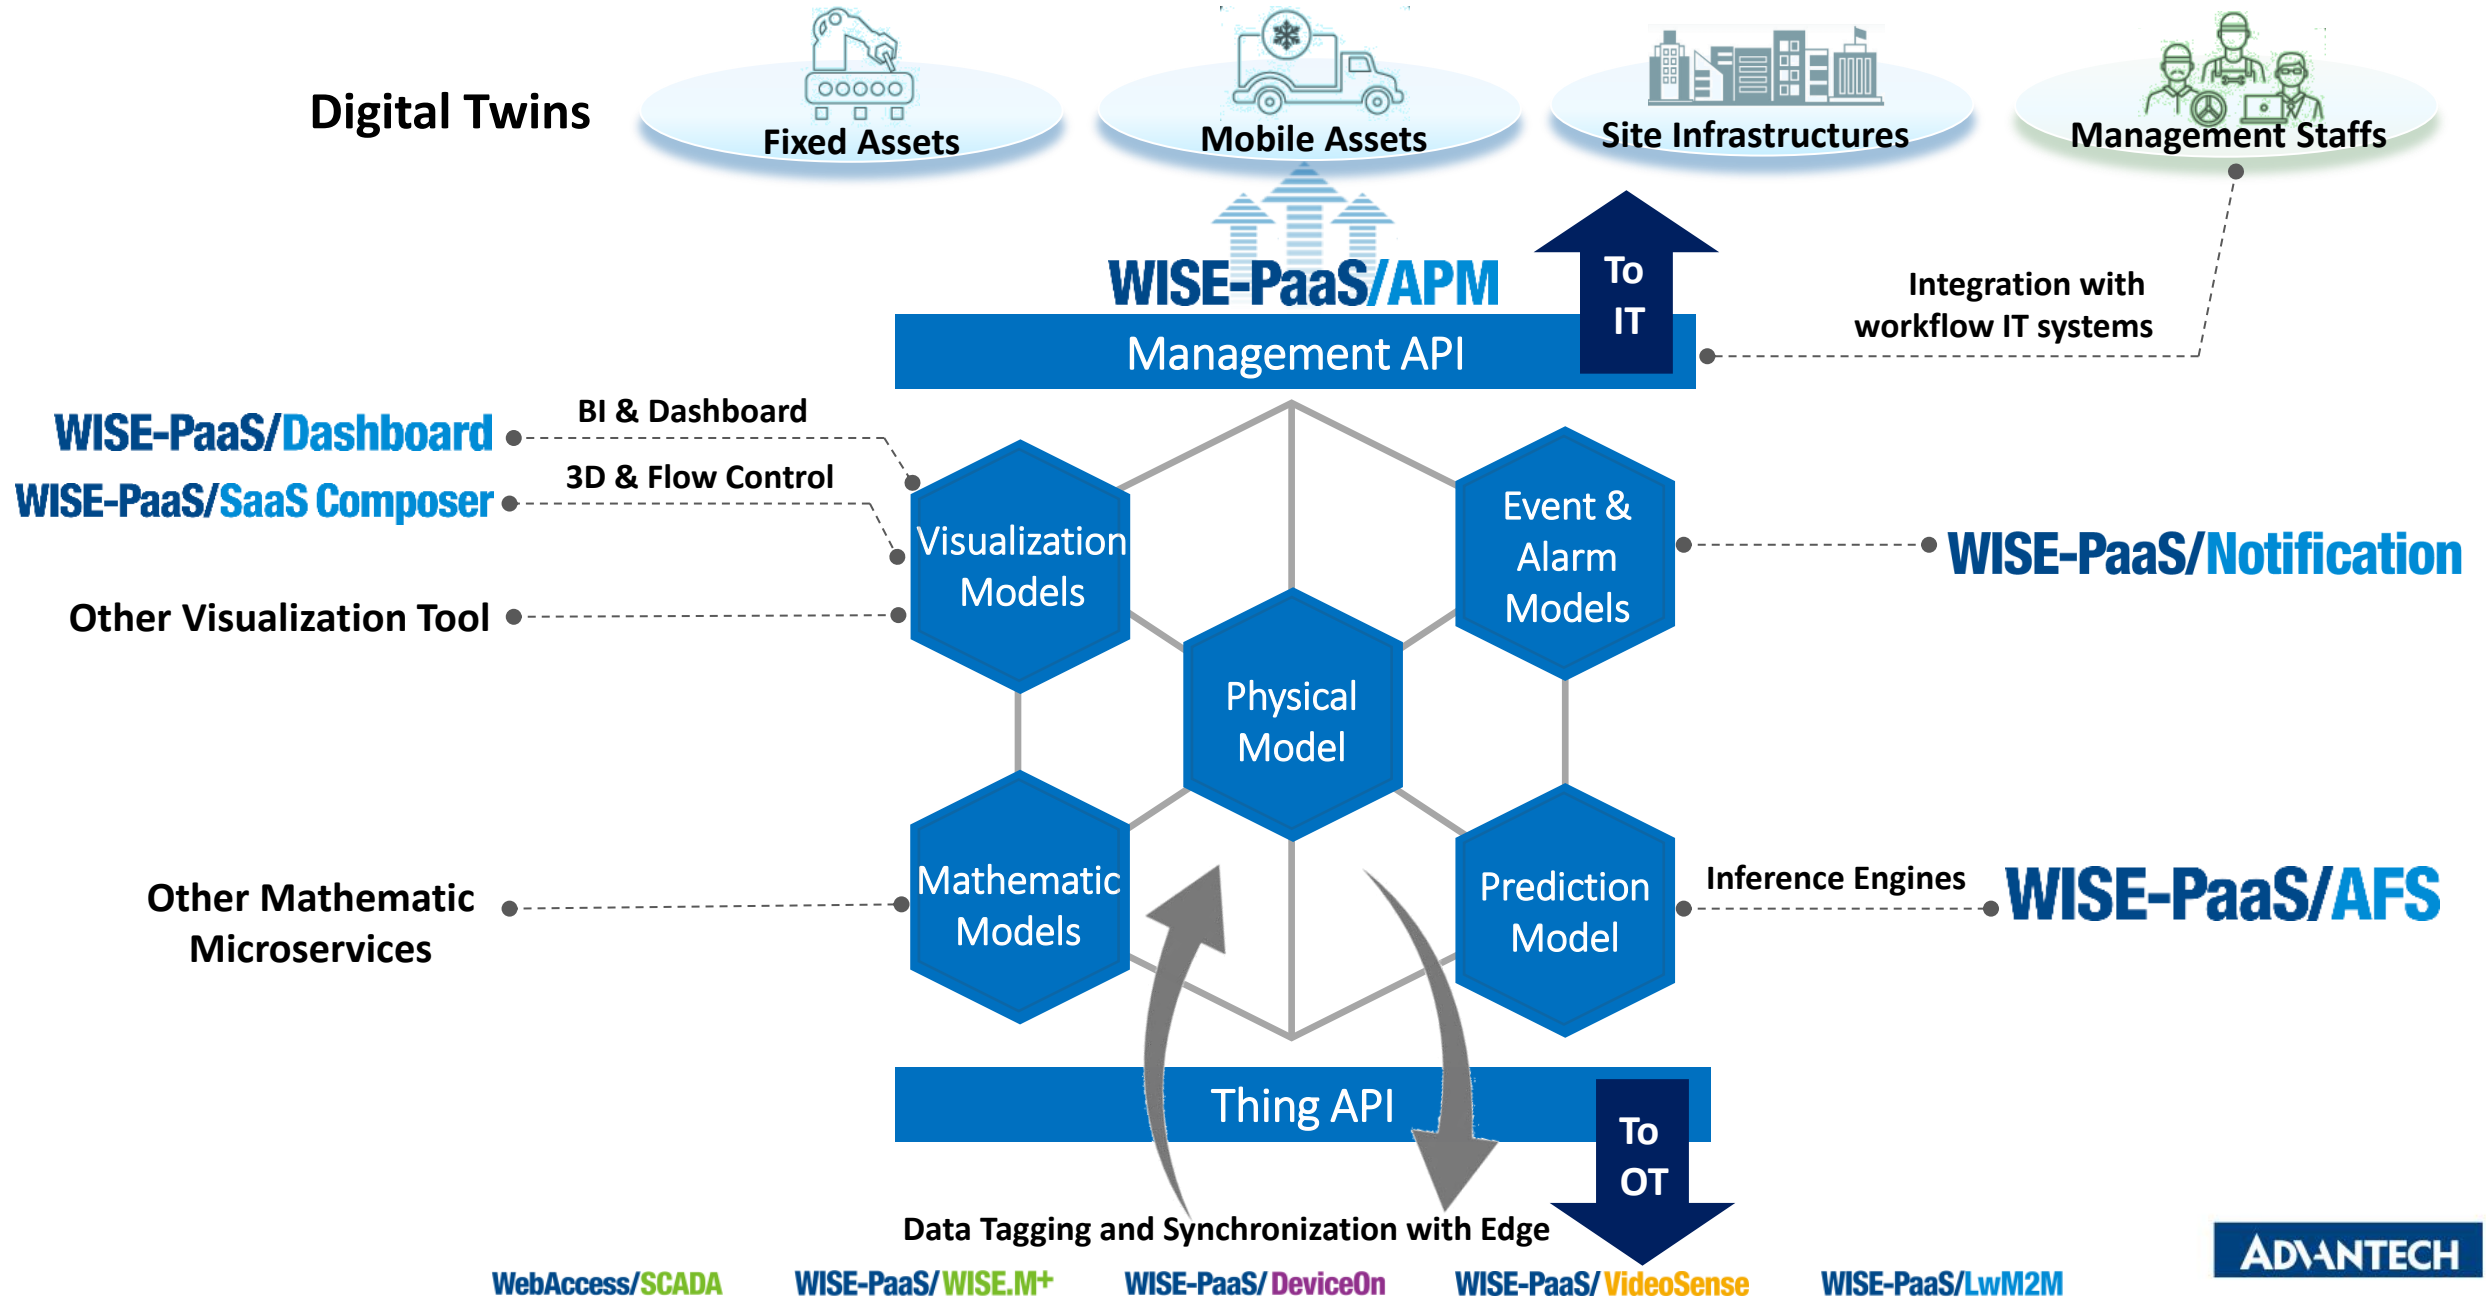 Digital Twins
Fixed Assets
Mobile Assets
Site Infrastructures
Management Staffs
WISE-PaaS/APM
To
IT
Management API
Integration with
workflow IT systems
WISE-PaaS/Dashboard
BI & Dashboard
WISE-PaaS/SaaS Composer
3D & Flow Control
Other Visualization Tool
Visualization
Models
Event &
Alarm
Models
WISE-PaaS/Notification
Physical
Model
Other Mathematic
Microservices
Mathematic
Models
Prediction
Model
Inference Engines
WISE-PaaS/AFS
Thing API
To
OT
Data Tagging and Synchronization with Edge
WebAccess/SCADA
WISE-PaaS/WISE.M+
WISE-PaaS/DeviceOn
WISE-PaaS/VideoSense
WISE-PaaS/LwM2M
ADVANTECH